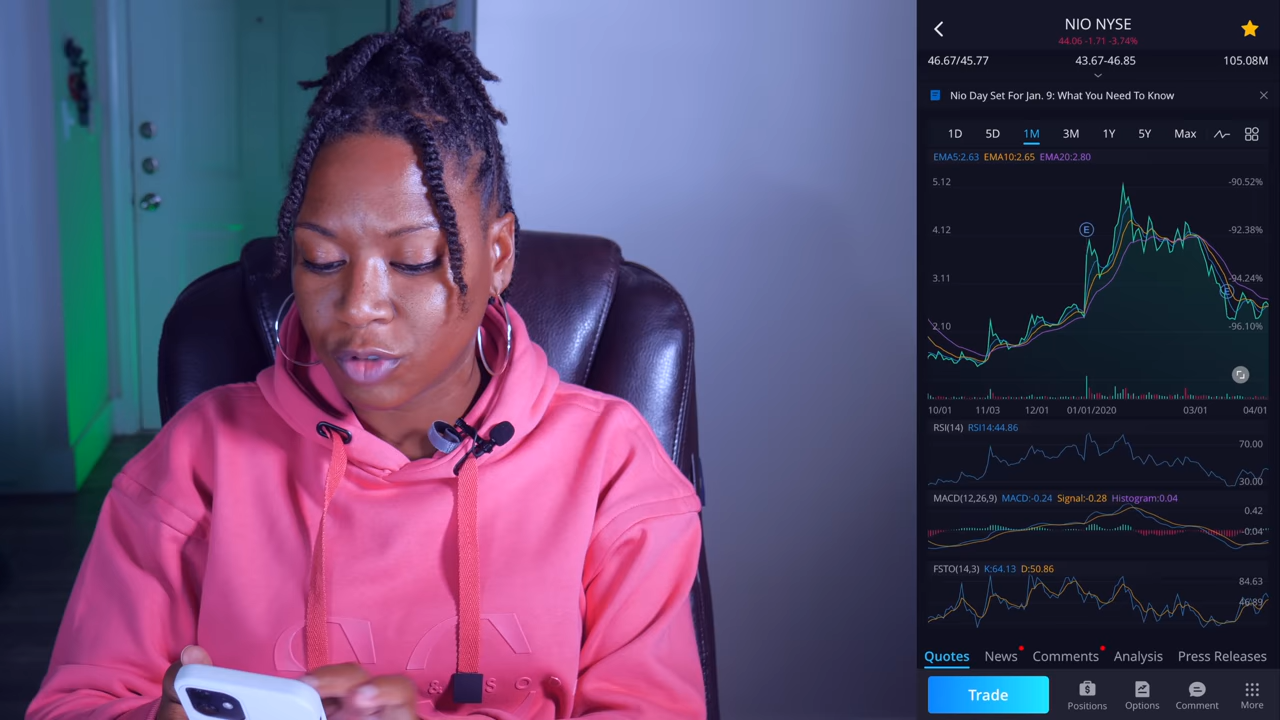 NIO NYSE
44.06 -1.71 -3.74%
46.67/45.77 43.67-46.85 105.08M
Nio Day Set For Jan. 9: What You Need To Know
1D 5D 1M 3M 1Y 5Y Max
EMA5:2.63 EMA10:2.65 EMA20:2.80
5.12 -90.52%
4.12 -92.38%
3.11 -94.24%
2.10 -96.10%
E
E
10/01 11/03 12/01 01/01/2020 03/01 04/01
RSI(14) RSI14:44.86
70.00
30.00
MACD(12,26,9) MACD:-0.24 Signal:-0.28 Histogram:0.04
0.42
-0.04
FSTO(14,3) K:64.13 D:50.86
84.63
46.89
Quotes News Comments Analysis Press Releases
Trade Positions Options Comment More